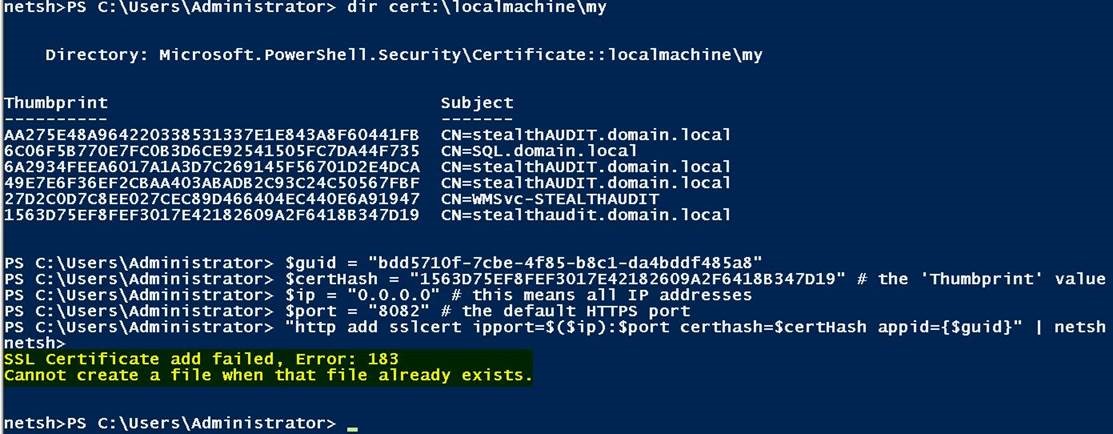 netsh>PS C:\Users\Administrator> dir cert:\localmachine\my
Directory: Microsoft.PowerShell.Security\Certificate::localmachine\my
Thumbprint Subject
---------- -------
AA275E48A964220338531337E1E843A8F60441FB CN=stealthAUDIT.domain.local
6C06F5B770E7FC0B3D6CE92541505FC7DA44F735 CN=SQL.domain.local
6A2934FEEA6017A1A3D7C269145F56701D2E4DCA CN=stealthAUDIT.domain.local
49E7E6F36EF2CBAA403ABADB2C93C24C50567FBF CN=stealthAUDIT.domain.local
27D2C0D7C8EE027CEC89D466404EC440E6A91947 CN=WMSvc-STEALTHAUDIT
1563D75EF8FEF3017E42182609A2F6418B347D19 CN=stealthaudit.domain.local
PS C:\Users\Administrator> $guid = "bdd5710f-7cbe-4f85-b8c1-da4bddf485a8"
PS C:\Users\Administrator> $certHash = "1563D75EF8FEF3017E42182609A2F6418B347D19" # the 'Thumbprint' value
PS C:\Users\Administrator> $ip = "0.0.0.0" # this means all IP addresses
PS C:\Users\Administrator> $port = "8082" # the default HTTPS port
PS C:\Users\Administrator> "http add sslcert ipport=$($ip):$port certhash=$certHash appid={$guid}" | netsh
netsh>
SSL Certificate add failed, Error: 183
Cannot create a file when that file already exists.
netsh>PS C:\Users\Administrator> _